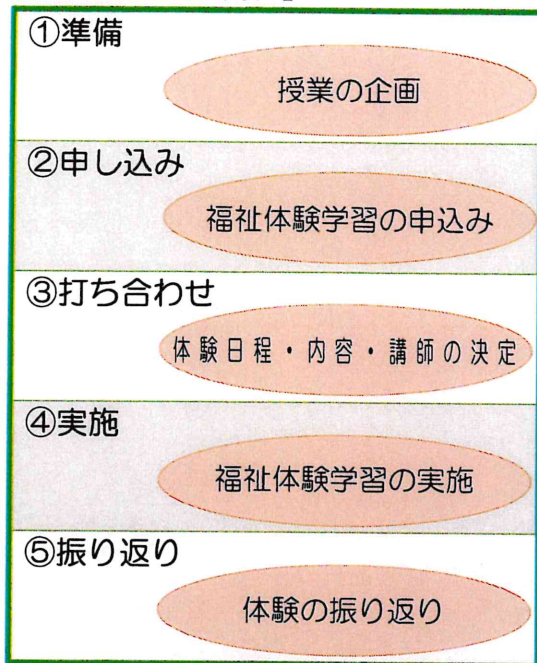 ①準備
授業の企画
②申し込み
福祉体験学習の申込み
③打ち合わせ
体験日程・内容・講師の決定
④実施
福祉体験学習の実施
⑤振り返り
体験の振り返り